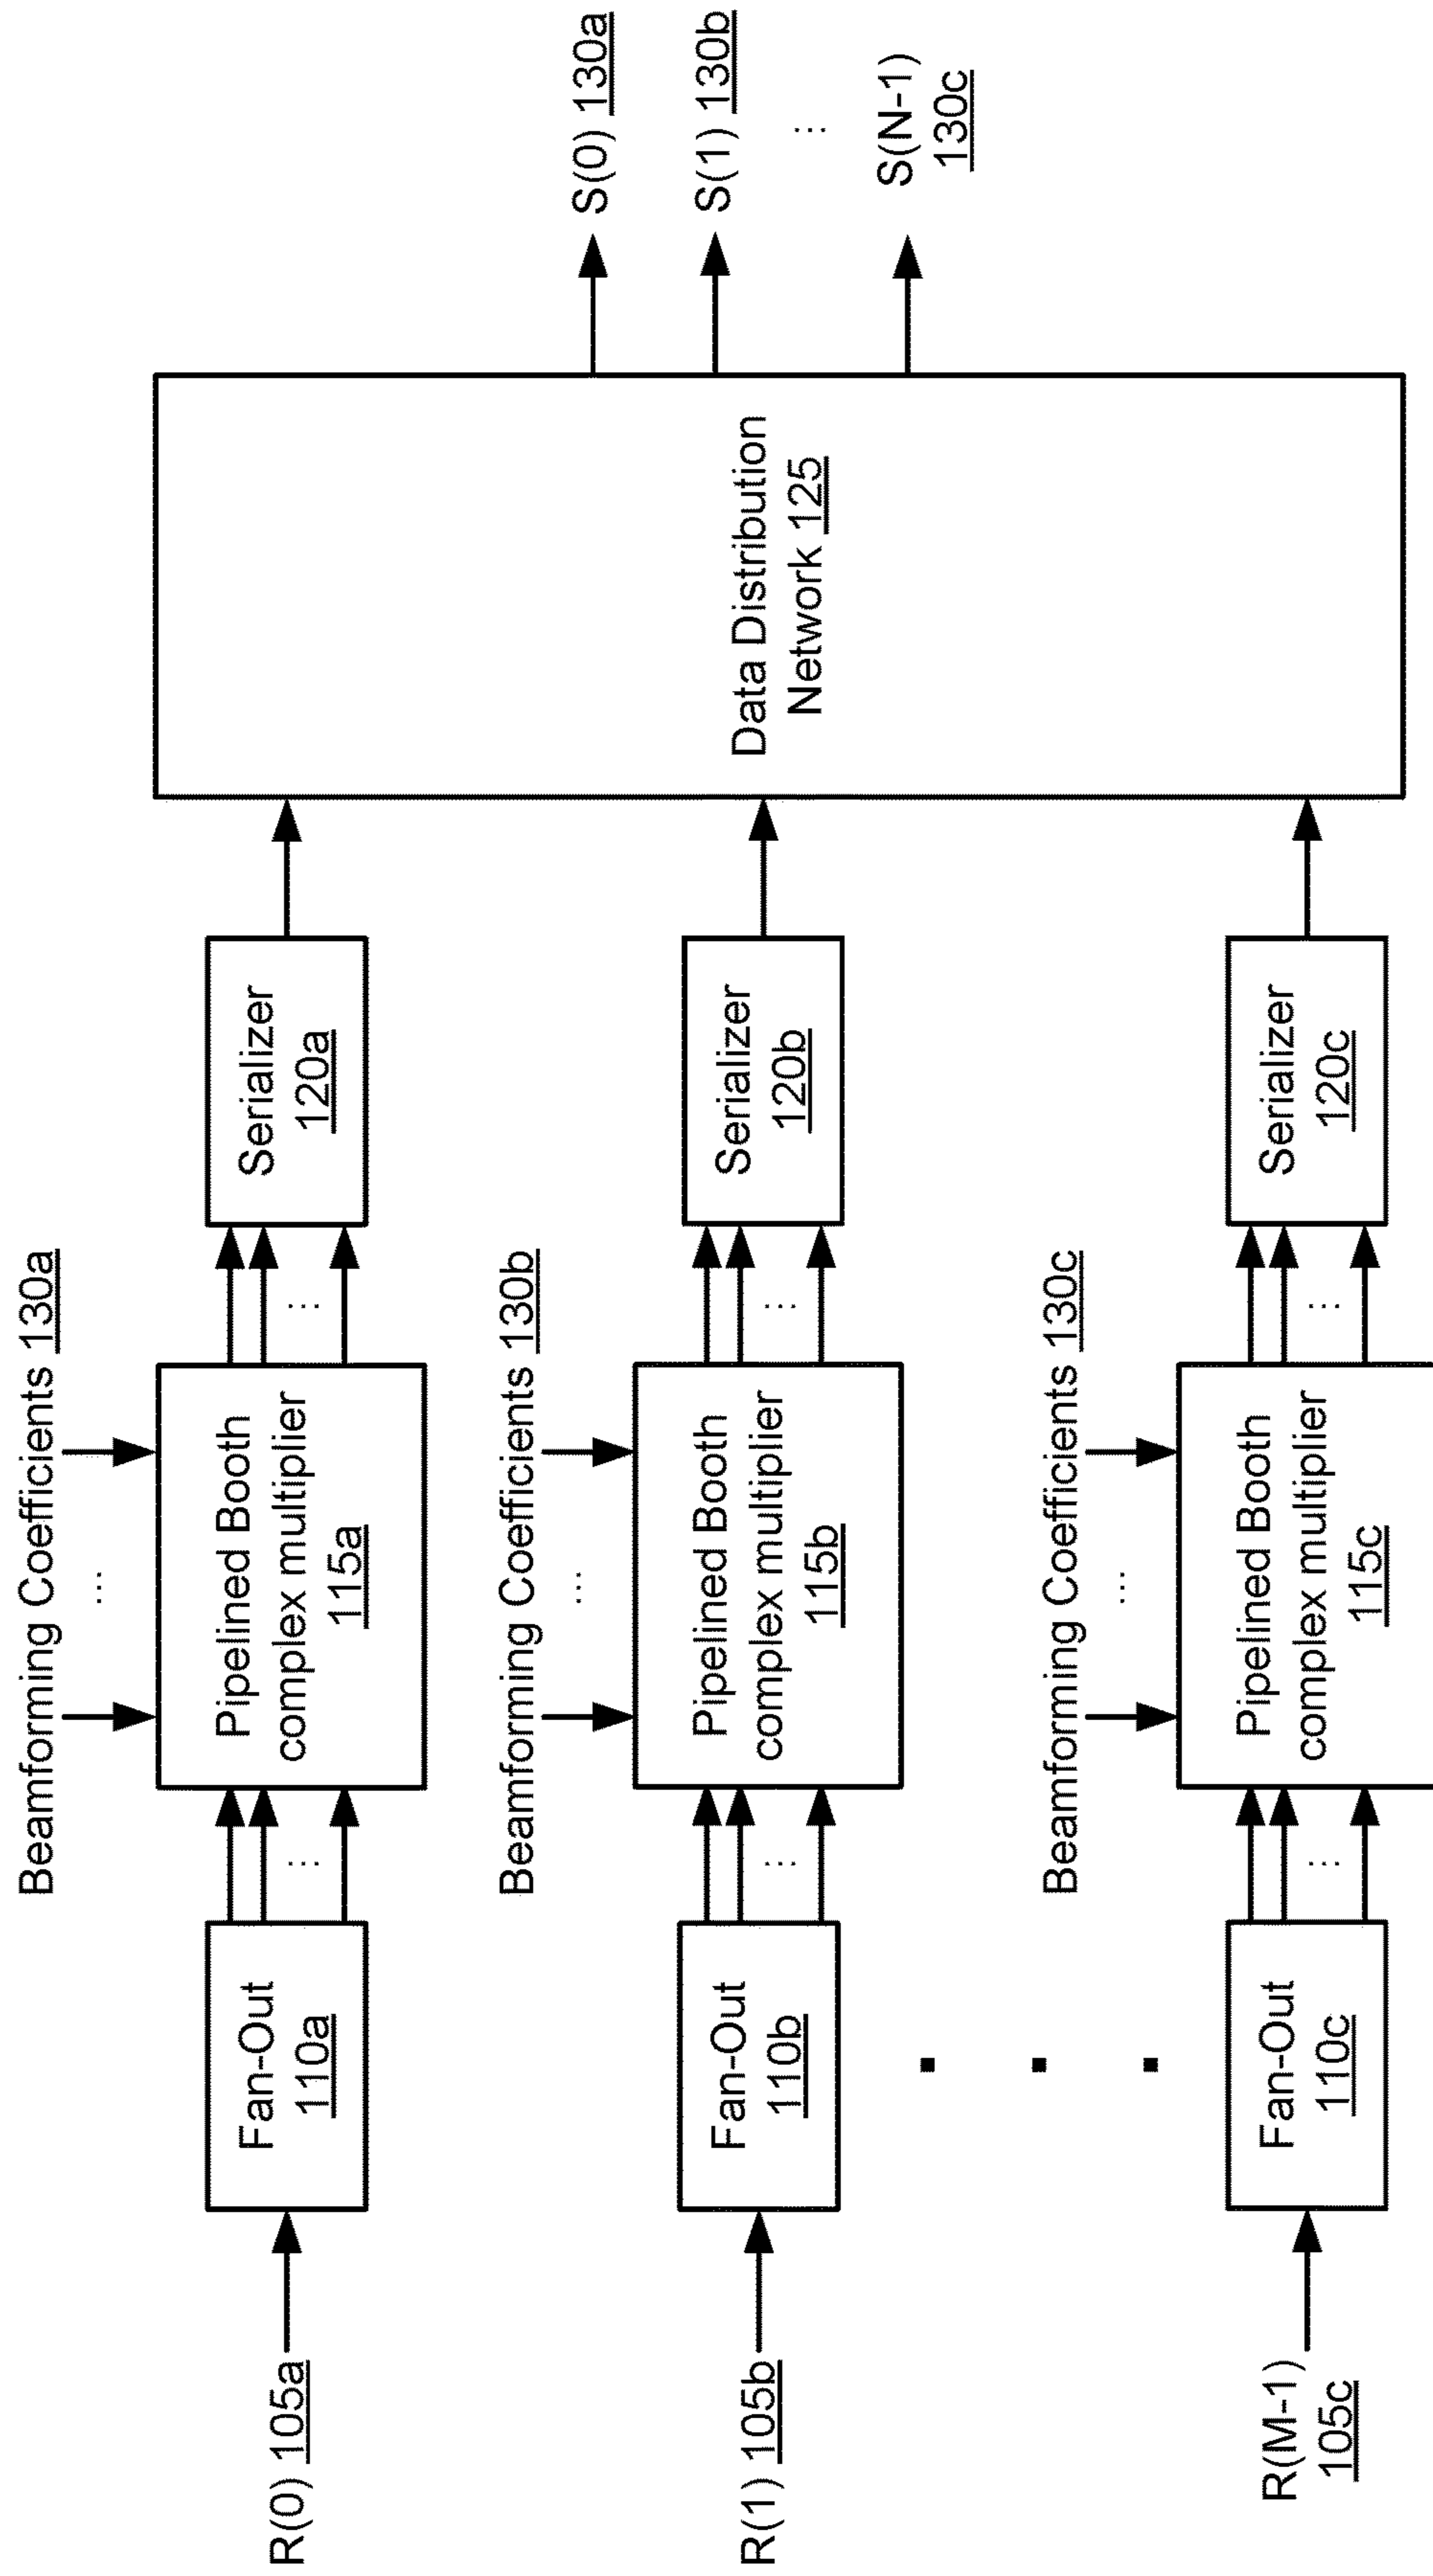 Beamforming Coefficients 130a
...
R(0) 105a
Fan-Out
110a
...
Pipelined Booth
complex multiplier
115a
...
Serializer
120a
Beamforming Coefficients 130b
...
R(1) 105b
Fan-Out
110b
...
Pipelined Booth
complex multiplier
115b
...
Serializer
120b
Beamforming Coefficients 130c
...
R(M-1)
105c
Fan-Out
110c
...
Pipelined Booth
complex multiplier
115c
...
Serializer
120c
Data Distribution
Network 125
S(0) 130a
S(1) 130b
...
S(N-1)
130c